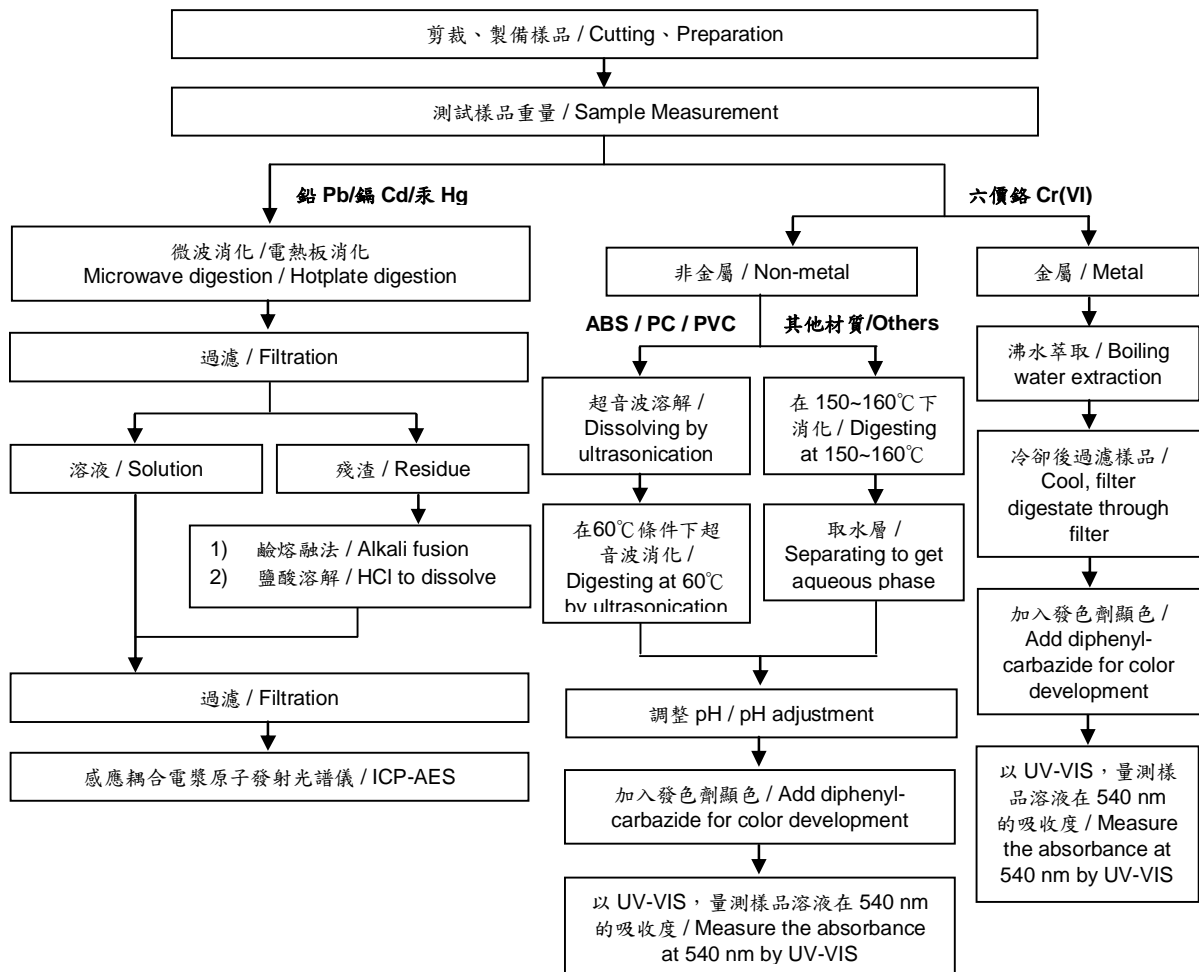 剪裁、製備樣品 / Cutting、Preparation
測試樣品重量 / Sample Measurement
鉛 Pb/鎘 Cd/汞 Hg
微波消化 /電熱板消化
Microwave digestion / Hotplate digestion
過濾 / Filtration
溶液 / Solution
殘渣 / Residue
1) 鹼熔融法 / Alkali fusion
2) 鹽酸溶解 / HCl to dissolve
過濾 / Filtration
感應耦合電漿原子發射光譜儀 / ICP-AES
六價鉻 Cr(VI)
非金屬 / Non-metal
ABS / PC / PVC
超音波溶解 /
Dissolving by
ultrasonication
在60℃條件下超
音波消化 /
Digesting at 60℃
by ultrasonication
其他材質/Others
在 150~160℃下
消化 / Digesting
at 150~160℃
取水層 /
Separating to get
aqueous phase
調整 pH / pH adjustment
加入發色劑顯色 / Add diphenyl-
carbazide for color development
以 UV-VIS，量測樣品溶液在 540 nm
的吸收度 / Measure the absorbance
at 540 nm by UV-VIS
金屬 / Metal
沸水萃取 / Boiling
water extraction
冷卻後過濾樣品 /
Cool, filter
digestate through
filter
加入發色劑顯色 /
Add diphenyl-
carbazide for color
development
以 UV-VIS，量測樣
品溶液在 540 nm
的吸收度 / Measure
the absorbance at
540 nm by UV-VIS